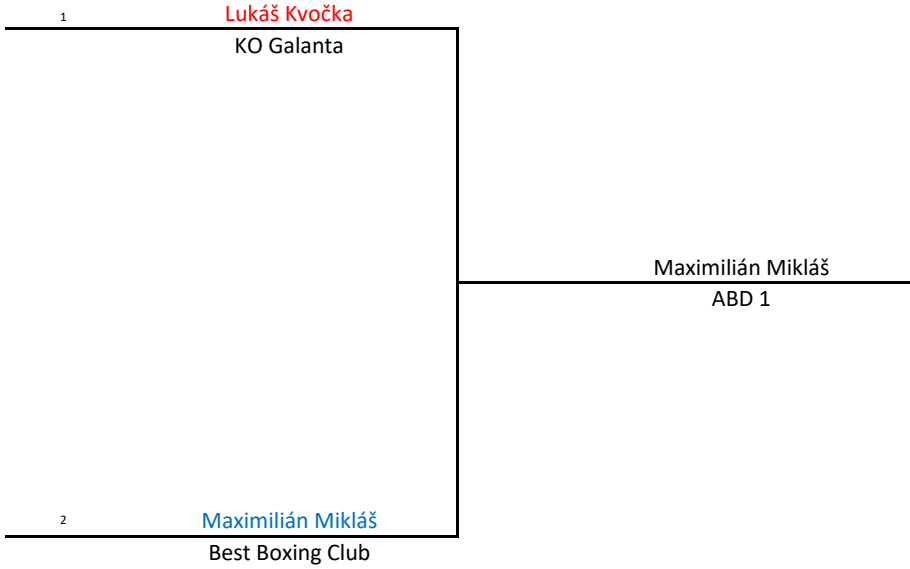 1 Lukáš Kvočka
KO Galanta
Maximilián Mikláš
ABD 1
2 Maximilián Mikláš
Best Boxing Club